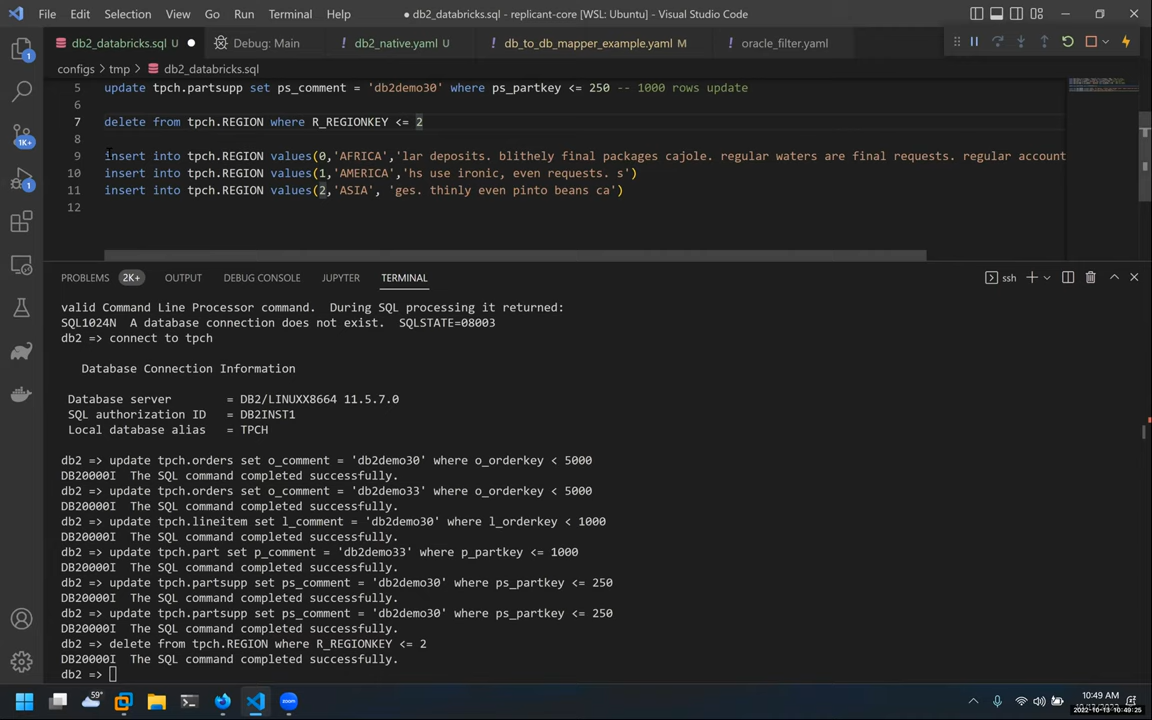 File Edit Selection View Go Run Terminal Help
● db2_databricks.sql - replicant-core [WSL: Ubuntu] - Visual Studio Code
db2_databricks.sql U ● Debug: Main db2_native.yaml U db_to_db_mapper_example.yaml M oracle_filter.yaml
configs > tmp > db2_databricks.sql
5 update tpch.partsupp set ps_comment = 'db2demo30' where ps_partkey <= 250 -- 1000 rows update
6
7 delete from tpch.REGION where R_REGIONKEY <= 2
8
9 insert into tpch.REGION values(0,'AFRICA','lar deposits. blithely final packages cajole. regular waters are final requests. regular account
10 insert into tpch.REGION values(1,'AMERICA','hs use ironic, even requests. s')
11 insert into tpch.REGION values(2,'ASIA', 'ges. thinly even pinto beans ca')
12
1
1K+
1
PROBLEMS 2K+ OUTPUT DEBUG CONSOLE JUPYTER TERMINAL ssh
valid Command Line Processor command.  During SQL processing it returned:
SQL1024N  A database connection does not exist.  SQLSTATE=08003
db2 => connect to tpch
Database Connection Information
Database server        = DB2/LINUXX8664 11.5.7.0
SQL authorization ID   = DB2INST1
Local database alias   = TPCH
db2 => update tpch.orders set o_comment = 'db2demo30' where o_orderkey < 5000
DB20000I  The SQL command completed successfully.
db2 => update tpch.orders set o_comment = 'db2demo33' where o_orderkey < 5000
DB20000I  The SQL command completed successfully.
db2 => update tpch.lineitem set l_comment = 'db2demo30' where l_orderkey < 1000
DB20000I  The SQL command completed successfully.
db2 => update tpch.part set p_comment = 'db2demo33' where p_partkey <= 1000
DB20000I  The SQL command completed successfully.
db2 => update tpch.partsupp set ps_comment = 'db2demo30' where ps_partkey <= 250
DB20000I  The SQL command completed successfully.
db2 => update tpch.partsupp set ps_comment = 'db2demo30' where ps_partkey <= 250
DB20000I  The SQL command completed successfully.
db2 => delete from tpch.REGION where R_REGIONKEY <= 2
DB20000I  The SQL command completed successfully.
db2 =>
59°
10:49 AM
2022-10-13 10:49:25